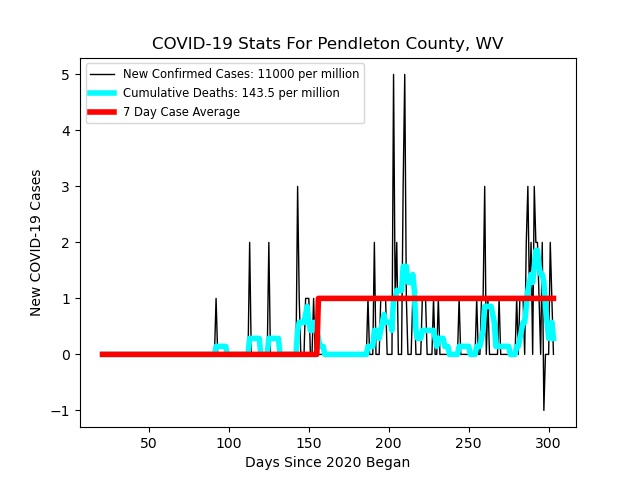 COVID-19 Stats For Pendleton County, WV
New Confirmed Cases: 11000 per million
Cumulative Deaths: 143.5 per million
7 Day Case Average
New COVID-19 Cases
5
4
3
2
1
0
−1
50 100 150 200 250 300
Days Since 2020 Began